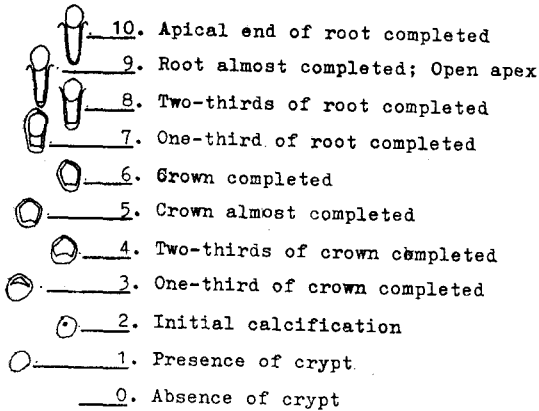 10. Apical end of root completed
9. Root almost completed; Open apex
8. Two-thirds of root completed
7. One-third of root completed
6. Crown completed
5. Crown almost completed
4. Two-thirds of crown completed
3. One-third of crown completed
2. Initial calcification
1. Presence of crypt
0. Absence of crypt